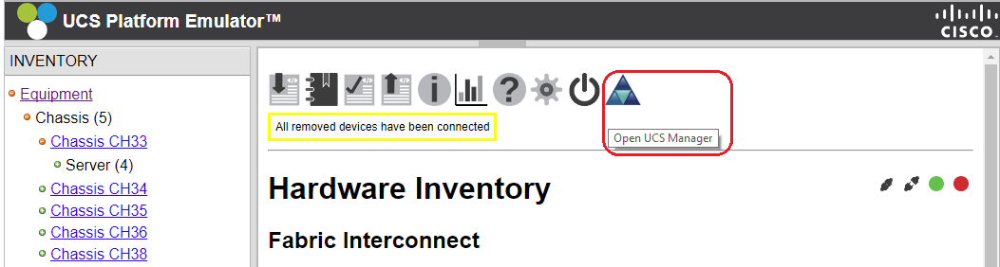 UCS Platform Emulator™
CISCO
INVENTORY
Equipment
Chassis (5)
Chassis CH33
Server (4)
Chassis CH34
Chassis CH35
Chassis CH36
Chassis CH38
All removed devices have been connected
Open UCS Manager
Hardware Inventory
Fabric Interconnect